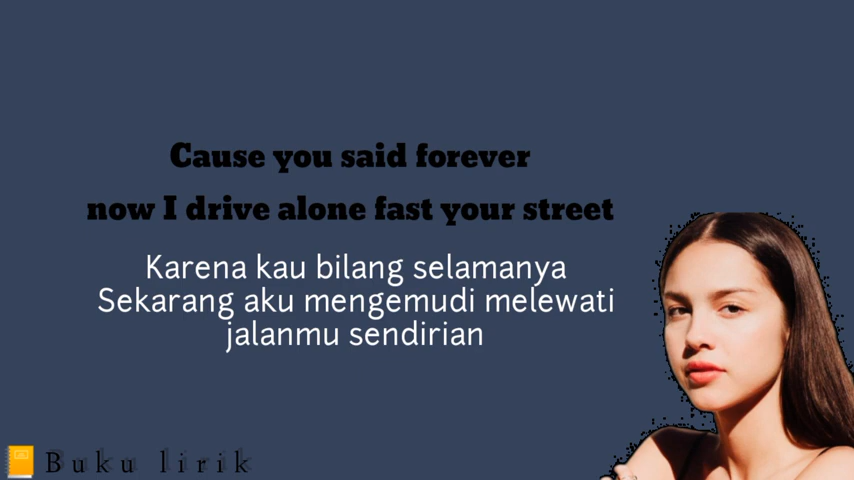 Cause you said forever
now I drive alone fast your street
Karena kau bilang selamanya
Sekarang aku mengemudi melewati
jalanmu sendirian
Buku lirik